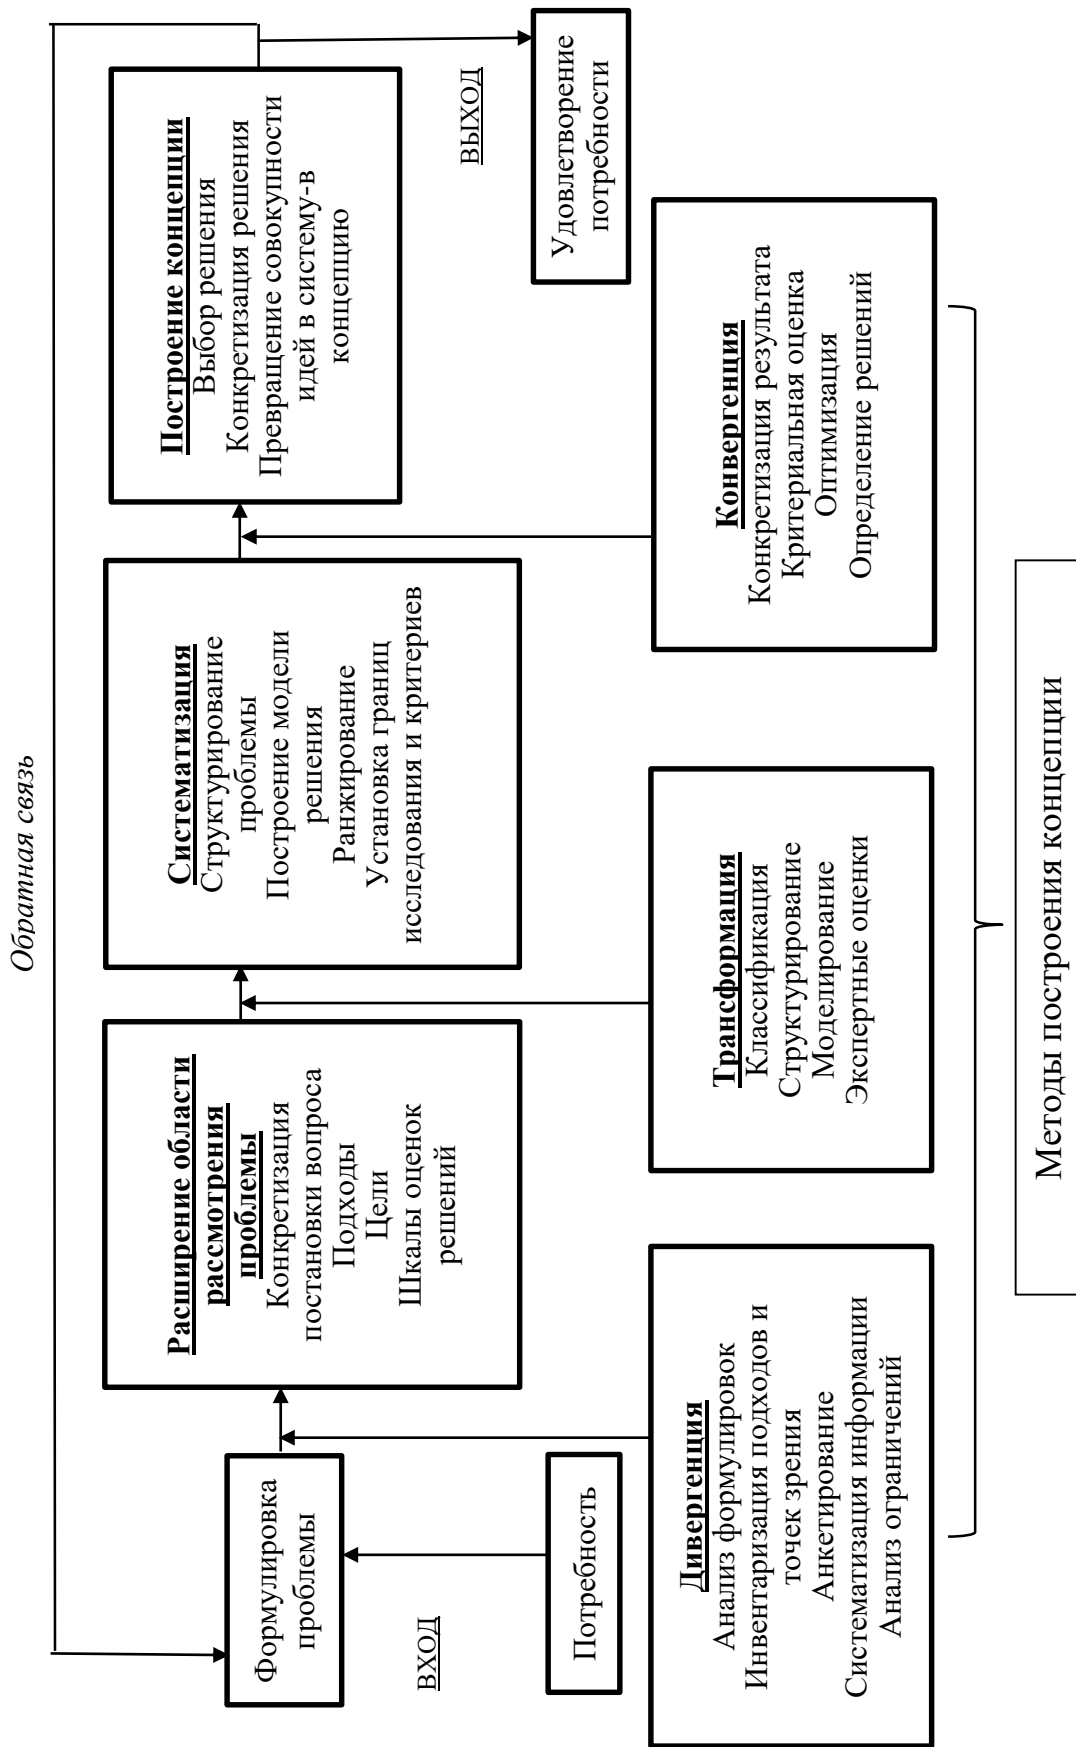 Обратная связь
Формулировка
проблемы
Расширение области
рассмотрения
проблемы
Конкретизация
постановки вопроса
Подходы
Цели
Шкалы оценок
решений
Систематизация
Структурирование
проблемы
Построение модели
решения
Ранжирование
Установка границ
исследования и критериев
Построение концепции
Выбор решения
Конкретизация решения
Превращение совокупности
идей в систему-в
концепцию
ВХОД
ВЫХОД
Потребность
Удовлетворение
потребности
Дивергенция
Анализ формулировок
Инвентаризация подходов и
точек зрения
Анкетирование
Систематизация информации
Анализ ограничений
Трансформация
Классификация
Структурирование
Моделирование
Экспертные оценки
Конвергенция
Конкретизация результата
Критериальная оценка
Оптимизация
Определение решений
Методы построения концепции